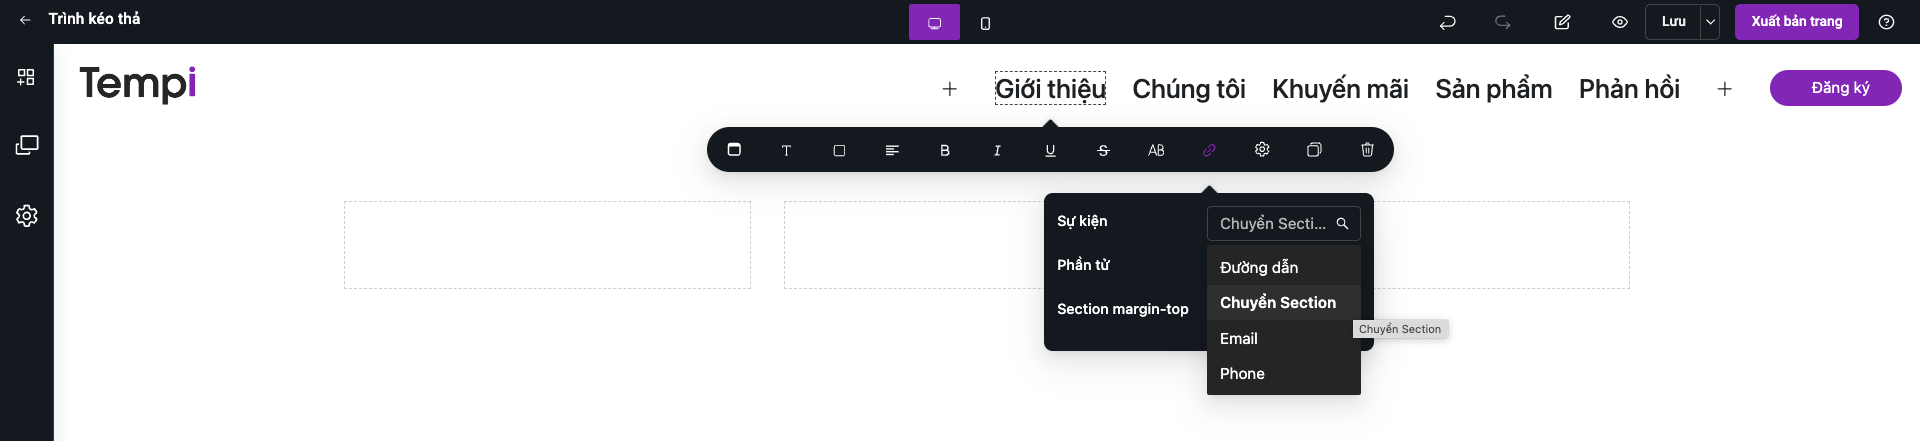 Trình kéo thả
Lưu
Xuất bản trang
Tempi
Giới thiệu
Chúng tôi
Khuyến mãi
Sản phẩm
Phản hồi
Đăng ký
T
B
I
U
S
AB
Sự kiện
Chuyển Secti...
Phần tử
Đường dẫn
Chuyển Section
Section margin-top
Chuyển Section
Email
Phone